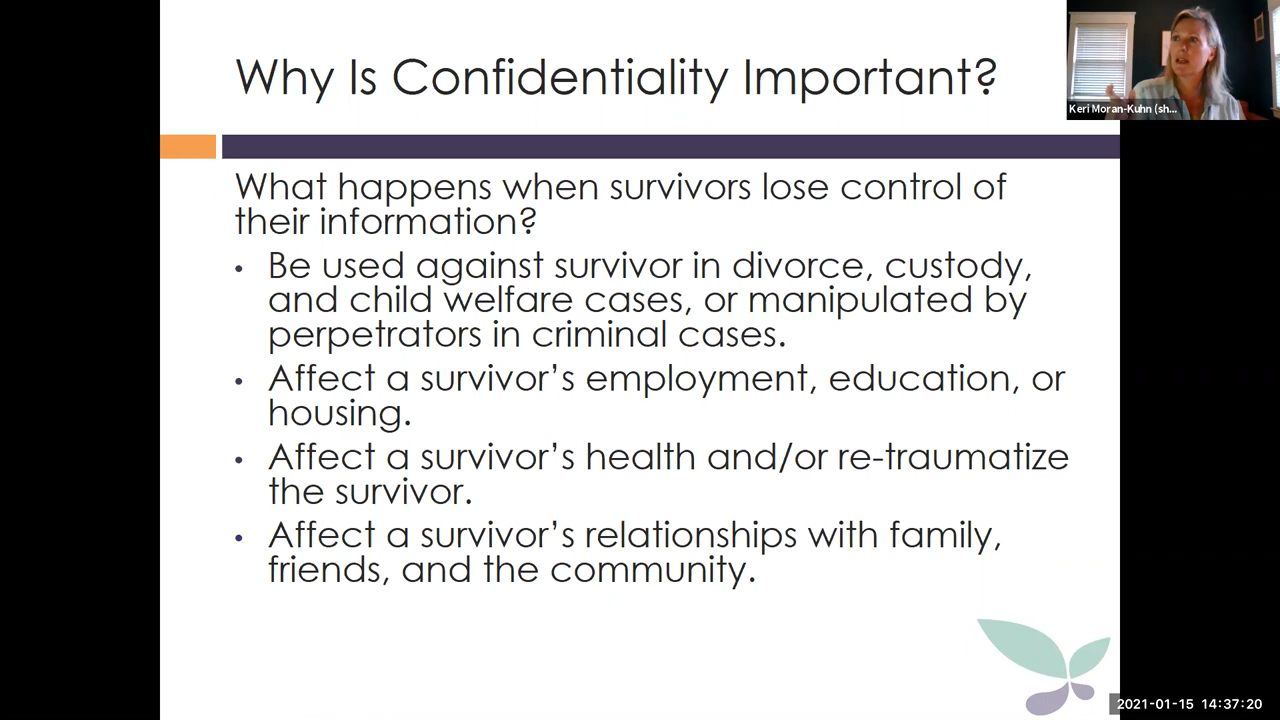 Why Is Confidentiality Important?
Keri Moran-Kuhn (sh...
What happens when survivors lose control of
their information?
• Be used against survivor in divorce, custody,
and child welfare cases, or manipulated by
perpetrators in criminal cases.
• Affect a survivor’s employment, education, or
housing.
• Affect a survivor’s health and/or re-traumatize
the survivor.
• Affect a survivor’s relationships with family,
friends, and the community.
2021-01-15 14:37:20